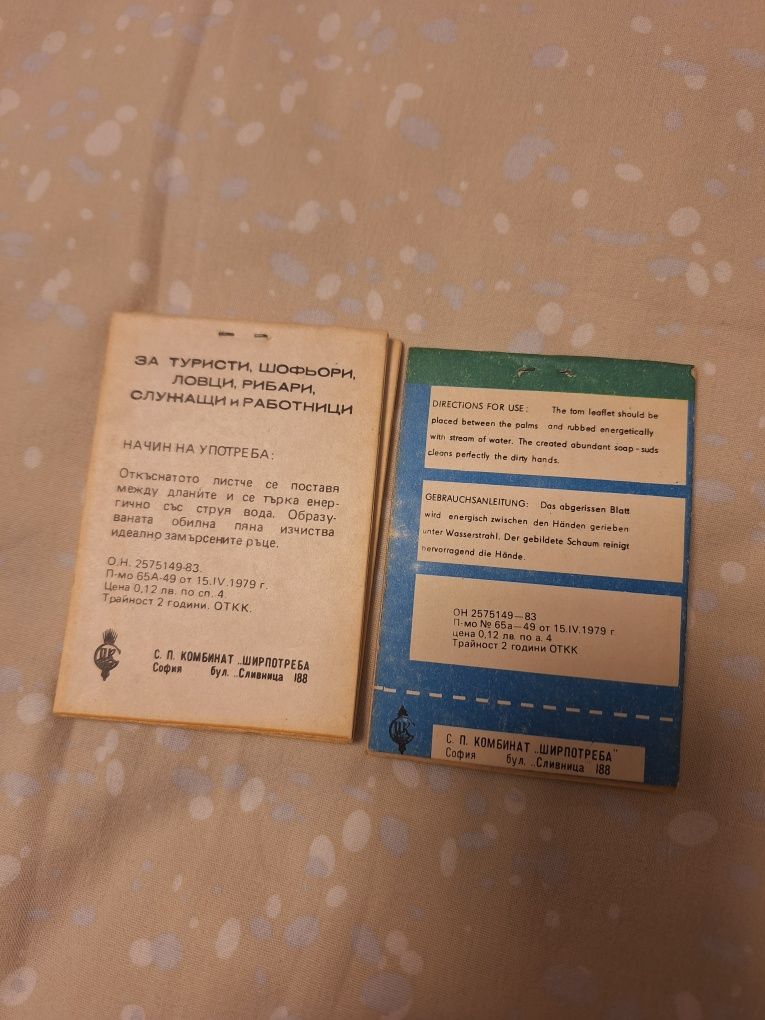 ЗА ТУРИСТИ, ШОФЬОРИ,
ЛОВЦИ, РИБАРИ,
СЛУЖАЩИ и РАБОТНИЦИ
НАЧИН НА УПОТРЕБА:
Откъснатото листче се поставя
между дланите и се търка енер-
гично със струя вода. Образу-
ваната обилна пяна изчиства
идеално замърсените ръце.
О.Н. 2575149-83.
П-мо 65А-49 от 15.IV.1979 г.
Цена 0,12 лв. по сп. 4.
Трайност 2 години. ОТКК.
С. П. КОМБИНАТ „ШИРПОТРЕБА
София бул. „Сливница 188
DIRECTIONS FOR USE: The torn leaflet should be
placed between the palms and rubbed energetically
with stream of water. The created abundant soap-suds
cleans perfectly the dirty hands.
GEBRAUCHSANLEITUNG: Das abgerissen Blatt
wird energisch zwischen den Händen gerieben
unter Wasserstrahl. Der gebildete Schaum reinigt
hervorragend die Hände.
ОН 2575149—83
П-мо № 65а—49 от 15.IV.1979 г
цена 0,12 лв. по а. 4
Трайност 2 години ОТКК
С. П. КОМБИНАТ „ШИРПОТРЕБА"
София бул. „Сливница 188